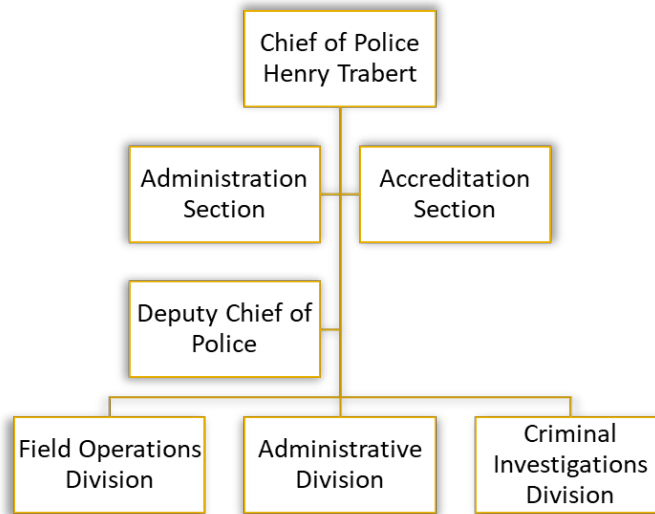 Chief of Police
Henry Trabert
Administration
Section
Accreditation
Section
Deputy Chief of
Police
Field Operations
Division
Administrative
Division
Criminal
Investigations
Division